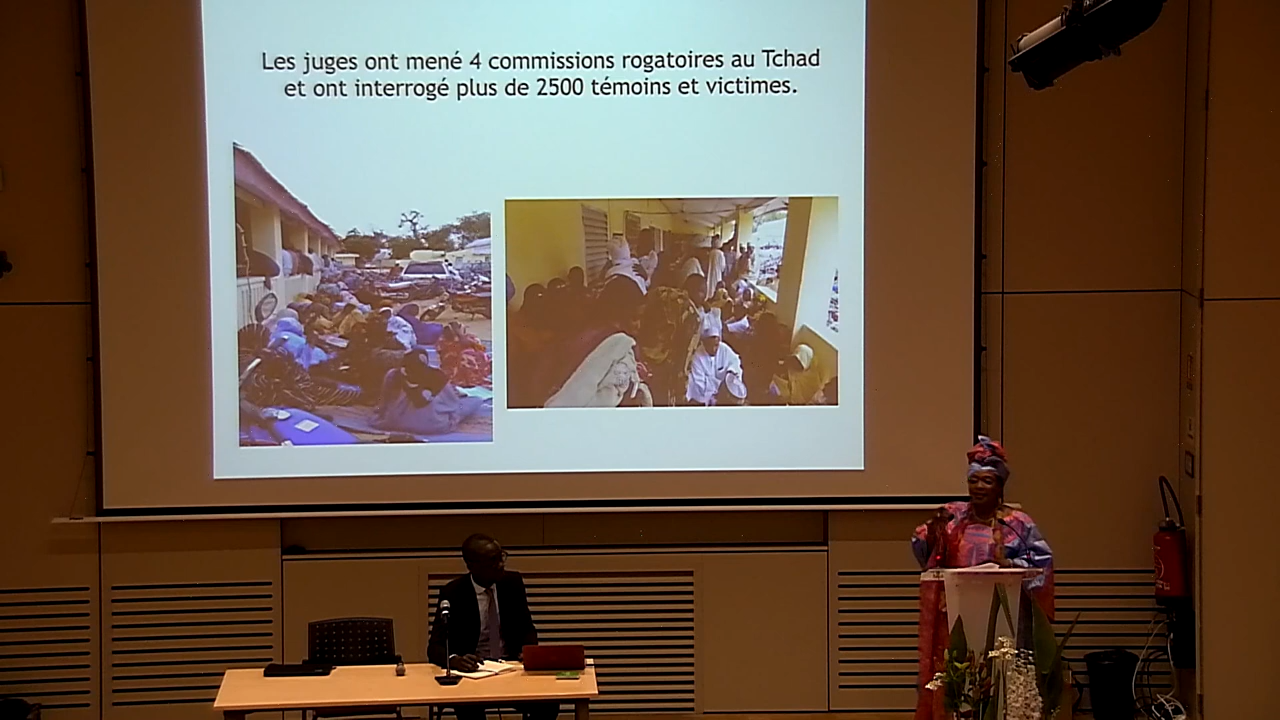 Les juges ont mené 4 commissions rogatoires au Tchad
et ont interrogé plus de 2500 témoins et victimes.